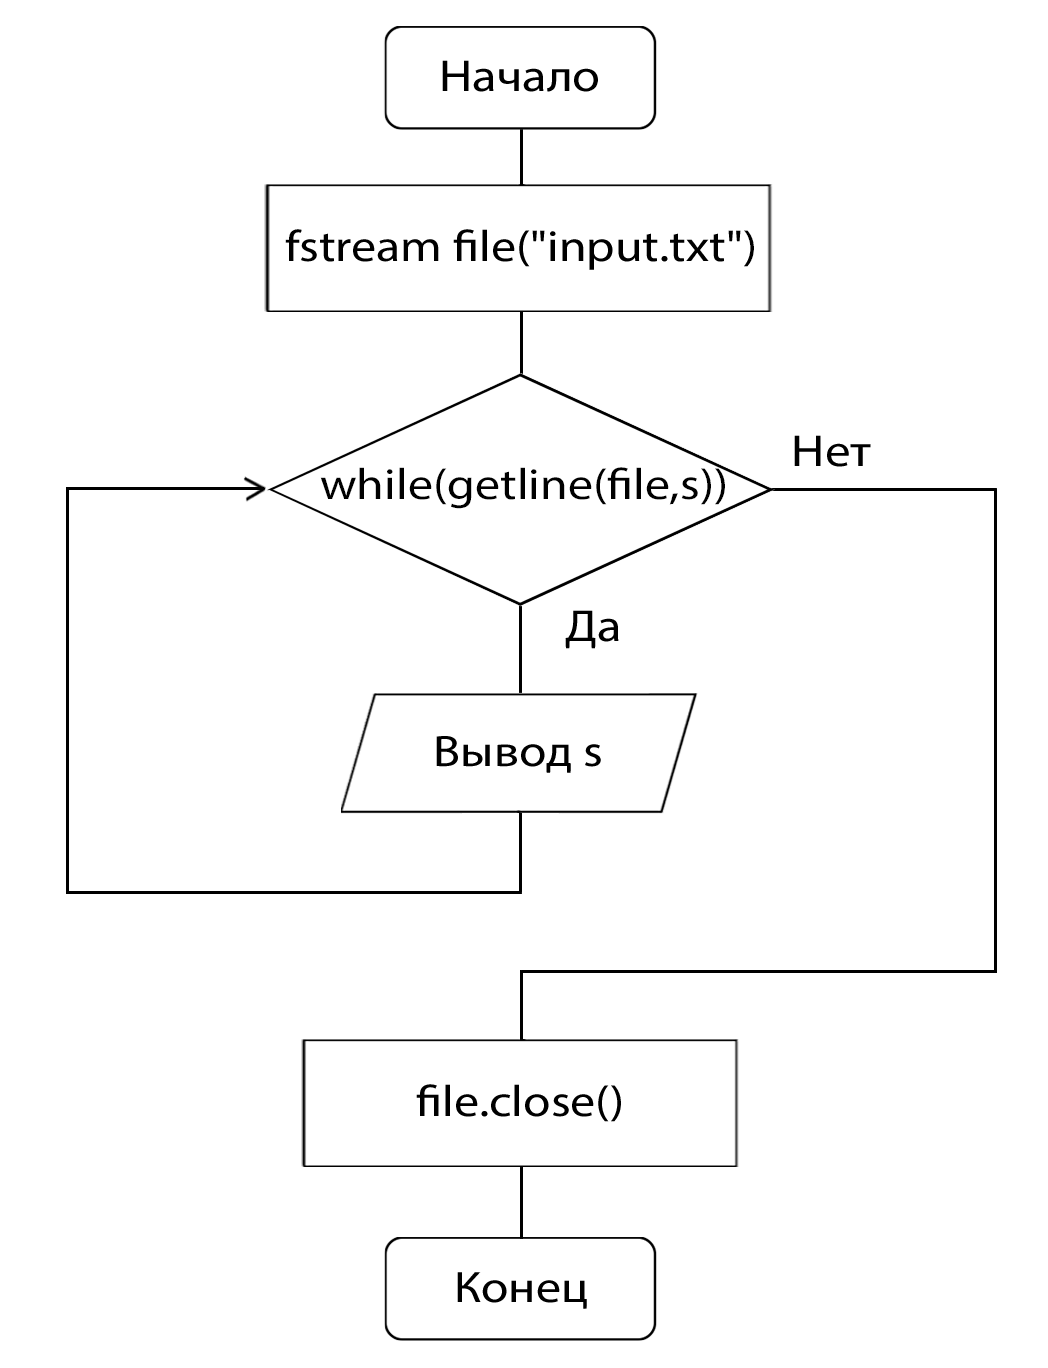 Начало
fstream file("input.txt")
while(getline(file,s))
Нет
Да
Вывод s
file.close()
Конец